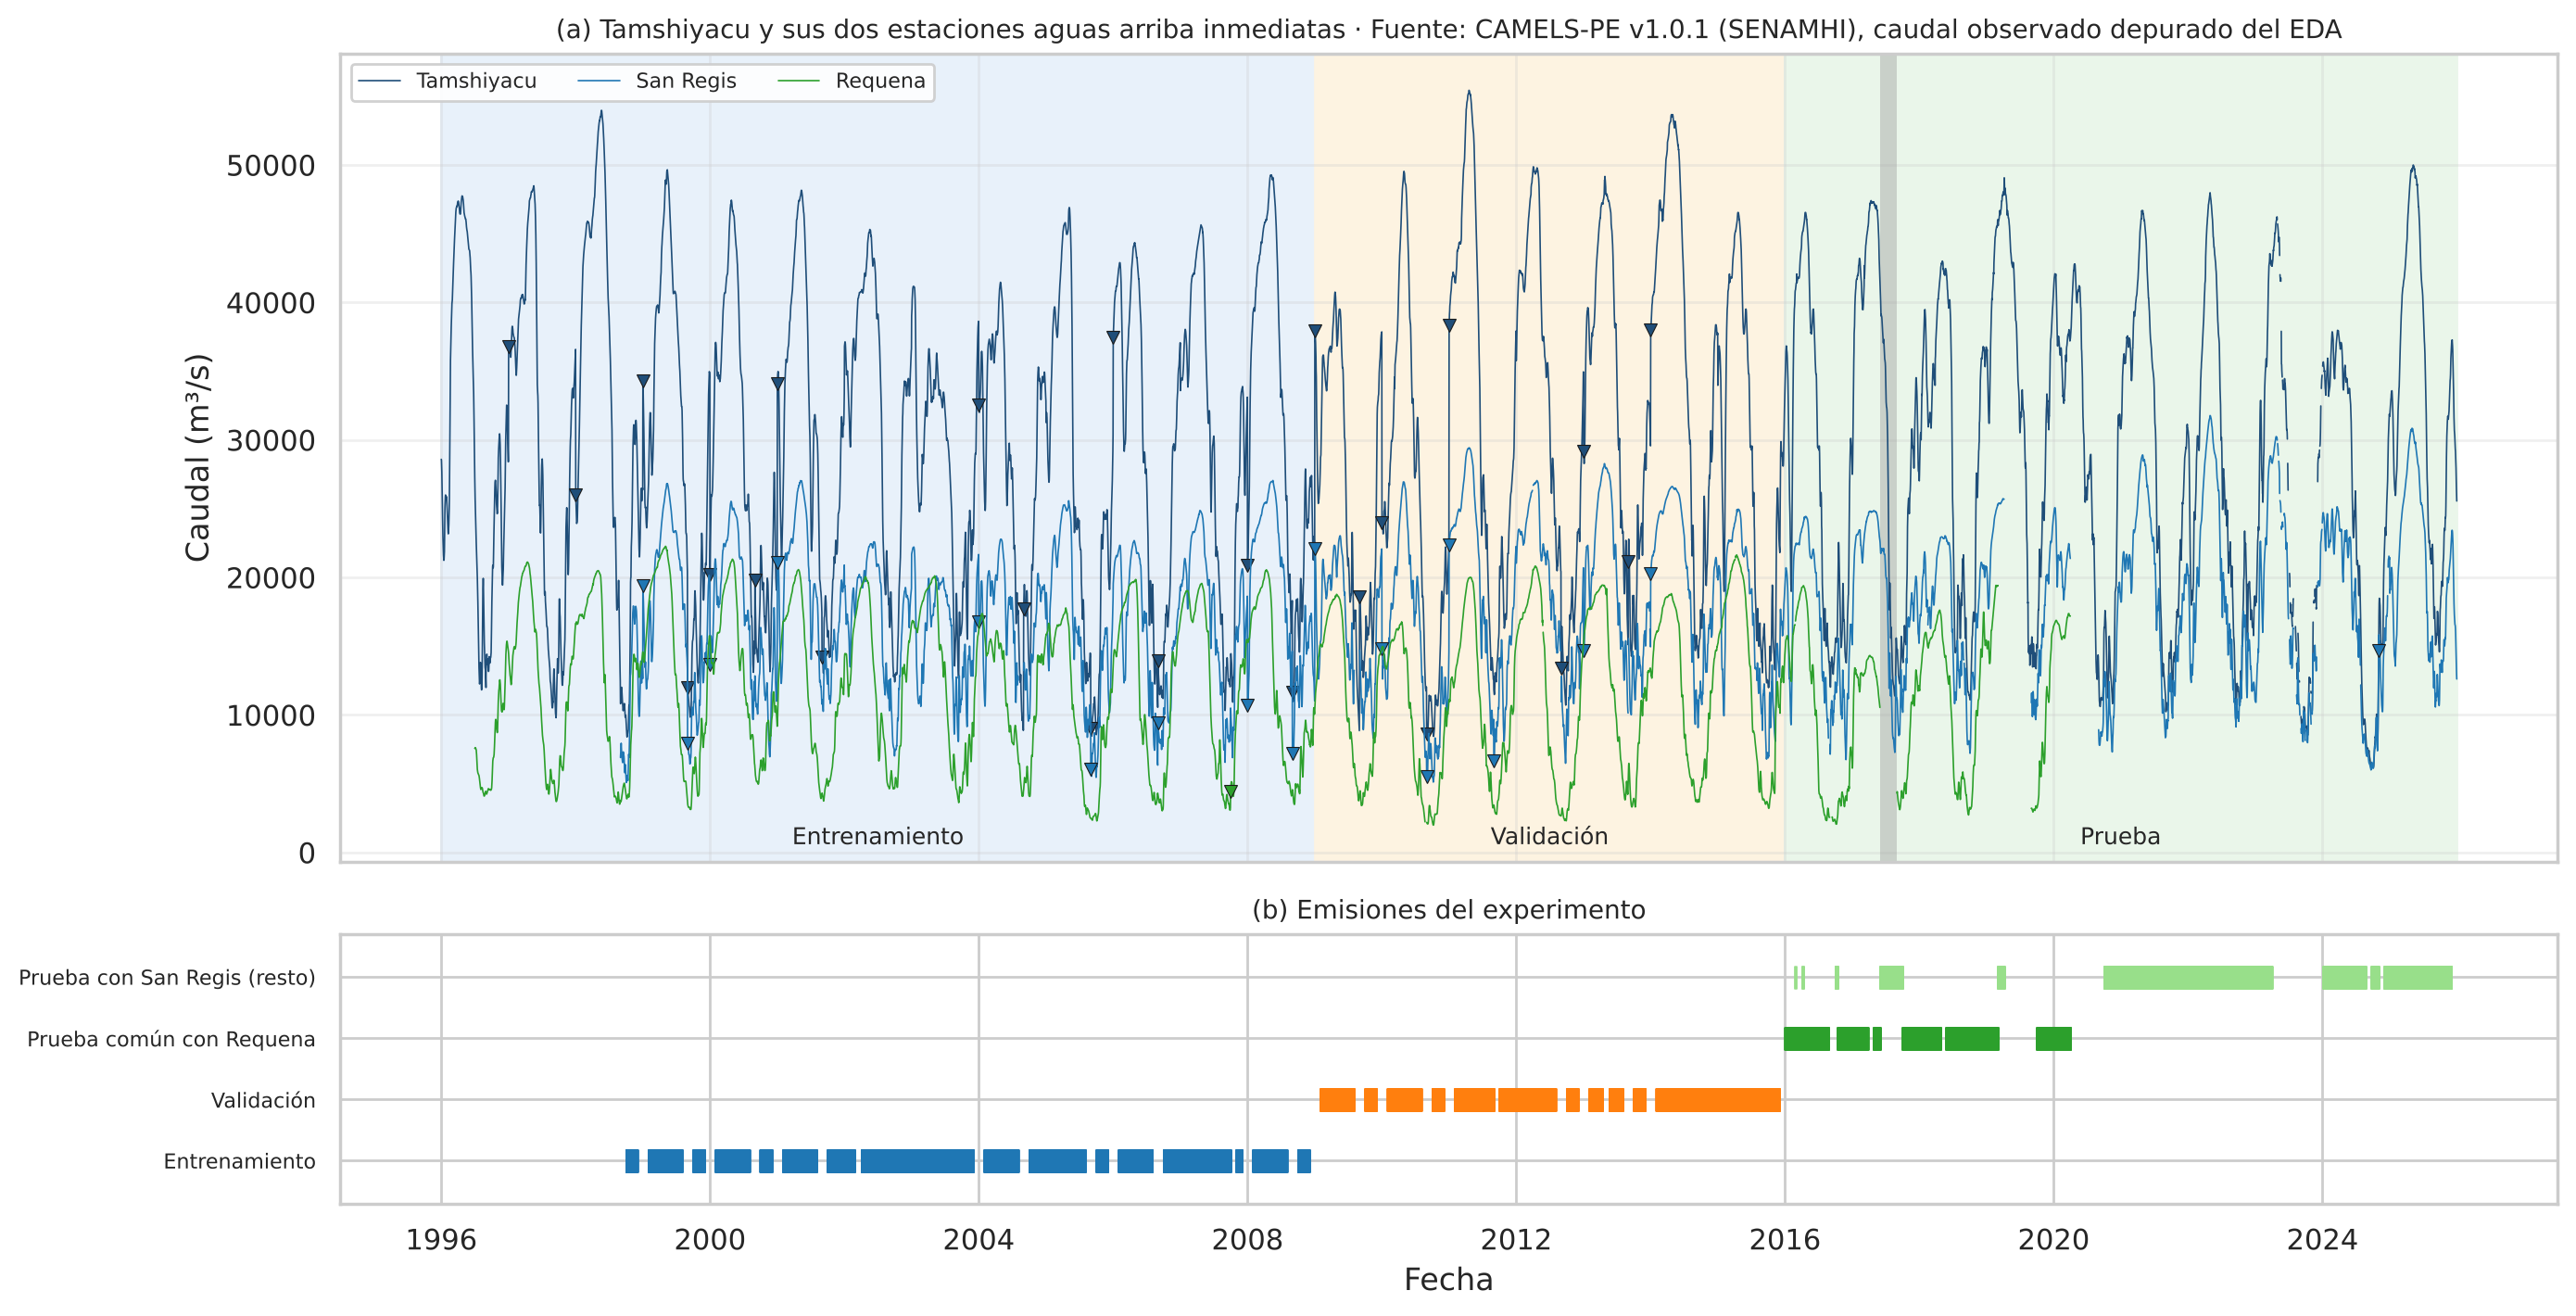 (a) Tamshiyacu y sus dos estaciones aguas arriba inmediatas · Fuente: CAMELS-PE v1.0.1 (SENAMHI), caudal observado depurado del EDA
Tamshiyacu San Regis Requena
Caudal (m³/s)
50000
40000
30000
20000
10000
0
Entrenamiento Validación Prueba
(b) Emisiones del experimento
Prueba con San Regis (resto)
Prueba común con Requena
Validación
Entrenamiento
1996 2000 2004 2008 2012 2016 2020 2024
Fecha